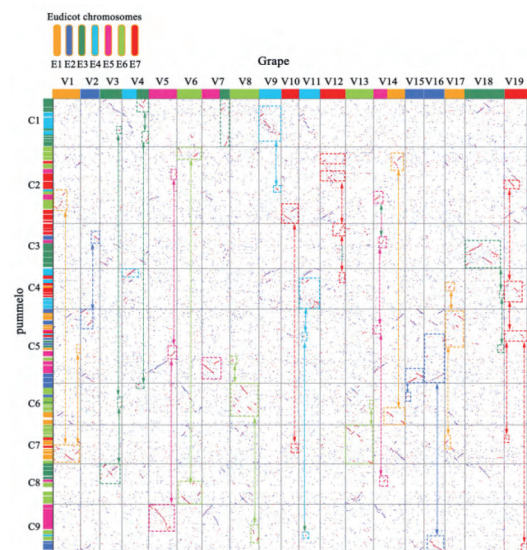 Eudicot chromosomes
E1 E2 E3 E4 E5 E6 E7
Grape
V1 V2 V3 V4 V5 V6 V7 V8 V9 V10 V11 V12 V13 V14 V15 V16 V17 V18 V19
pummelo
C1
C2
C3
C4
C5
C6
C7
C8
C9